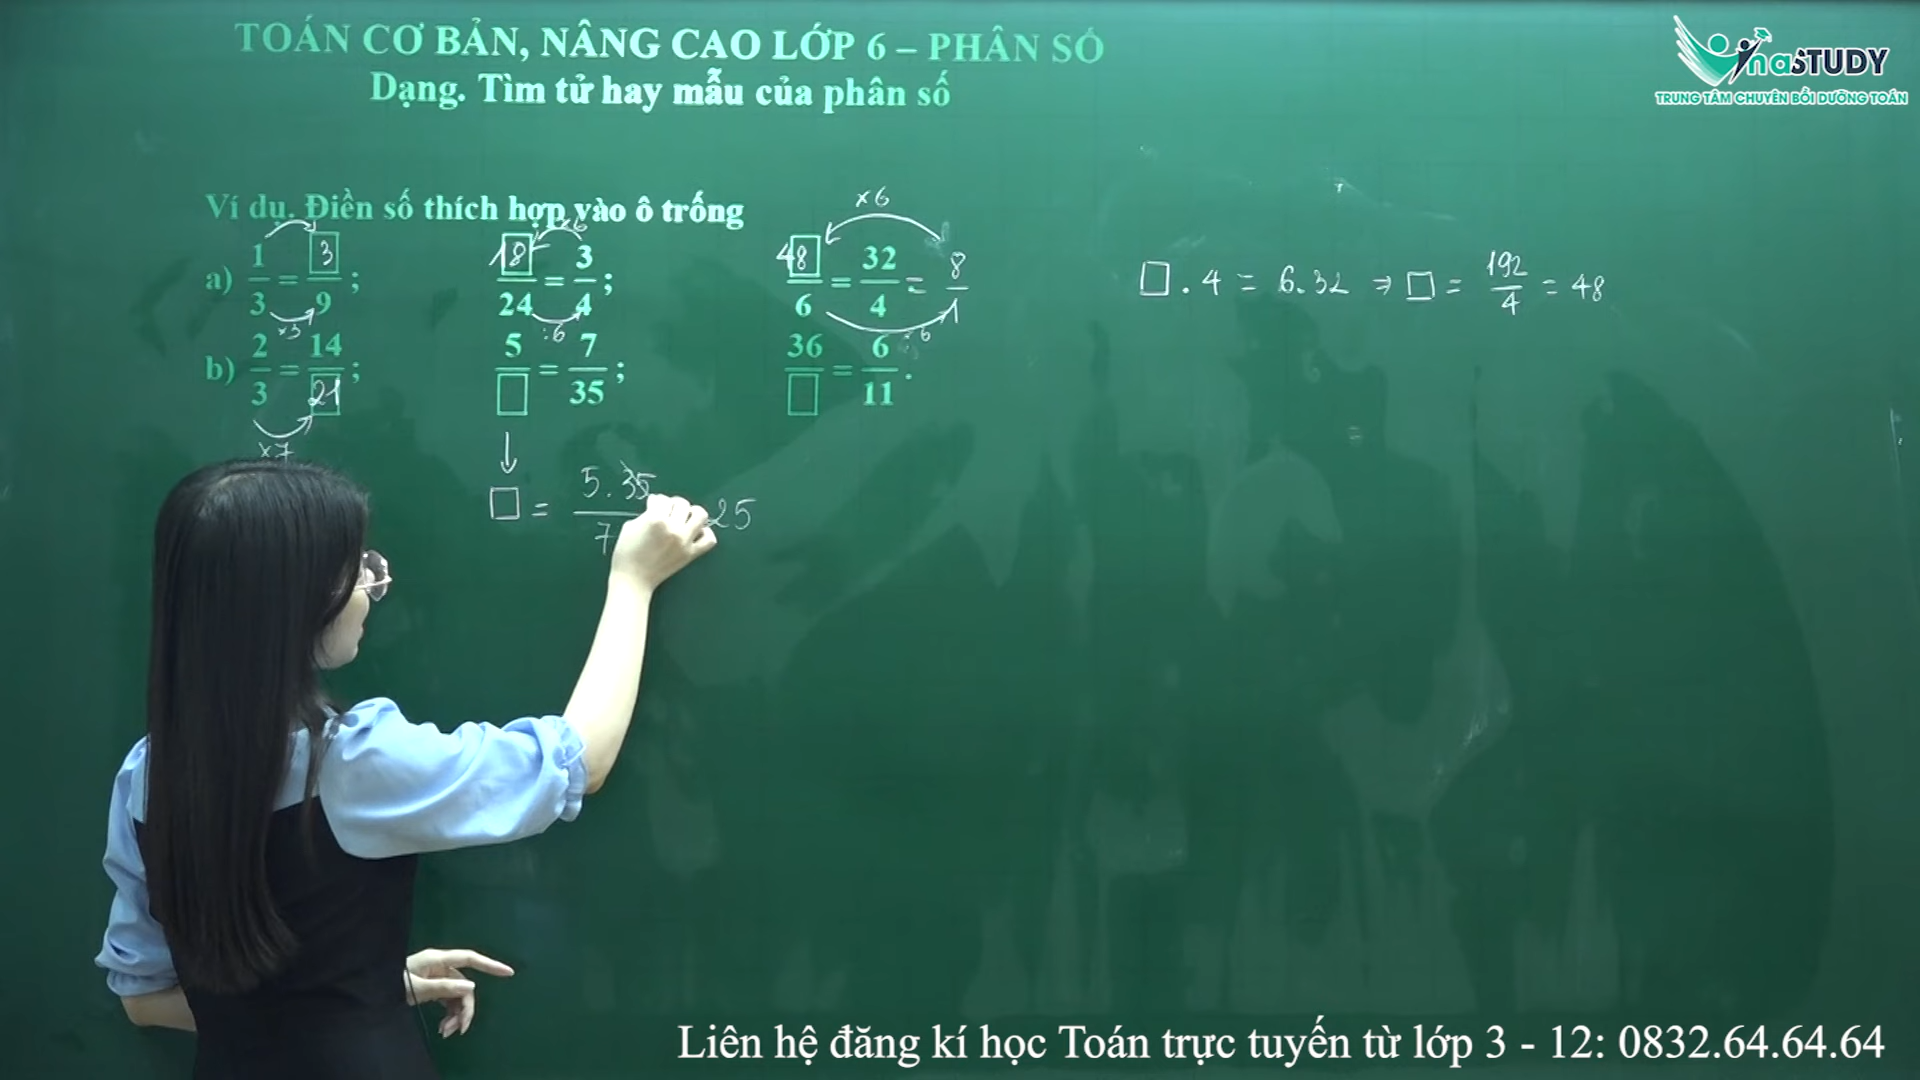 TOÁN CƠ BẢN, NÂNG CAO LỚP 6 – PHÂN SỐ
Dạng. Tìm tử hay mẫu của phân số
VinaSTUDY
TRUNG TÂM CHUYÊN BỒI DƯỠNG TOÁN
Ví dụ. Điền số thích hợp vào ô trống
a) 1/3 = 3/9 ; 18/24 = 3/4 ; 48/6 = 32/4 = 8/1
×3 ×6 :6 ×6 :6
□ . 4 = 6.32 ⇒ □ = 192/4 = 48
b) 2/3 = 14/21 ; 5/□ = 7/35 ; 36/□ = 6/11 .
×7
□ = 5.35/7 25
Liên hệ đăng kí học Toán trực tuyến từ lớp 3 - 12: 0832.64.64.64